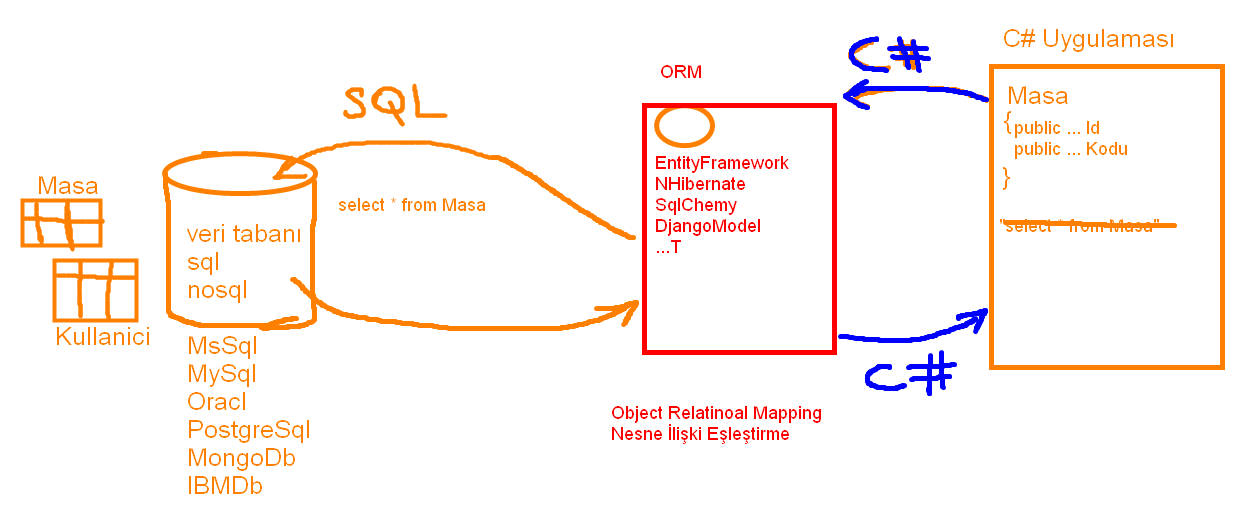 Masa
Kullanici
veri tabanı
sql
nosql
MsSql
MySql
Oracl
PostgreSql
MongoDb
IBMDb
SQL
select * from Masa
ORM
EntityFramework
NHibernate
SqlChemy
DjangoModel
...T
Object Relatinoal Mapping
Nesne İlişki Eşleştirme
C#
C#
C# Uygulaması
Masa
{public ... Id
public ... Kodu
}
"select * from Masa"